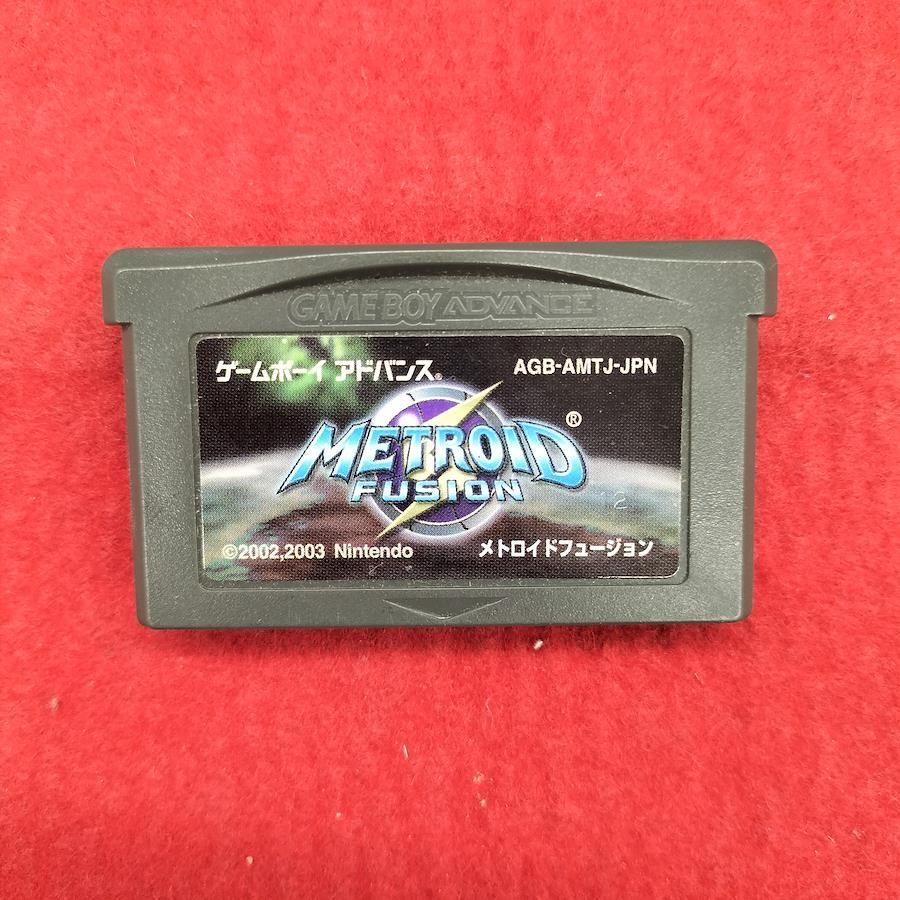 GAME BOY ADVANCE
ゲームボーイ アドバンス® AGB-AMTJ-JPN
METROID®
FUSION
2
©2002,2003 Nintendo メトロイドフュージョン